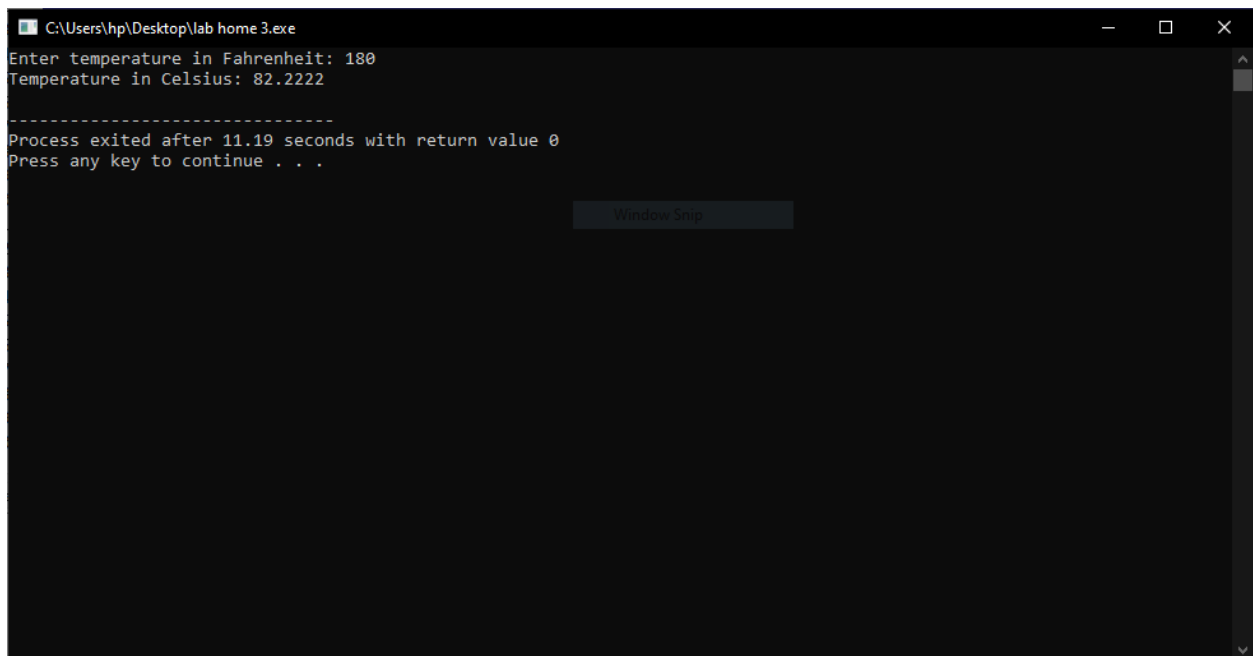 C:\Users\hp\Desktop\lab home 3.exe
Enter temperature in Fahrenheit: 180
Temperature in Celsius: 82.2222
--------------------------------
Process exited after 11.19 seconds with return value 0
Press any key to continue . . .
Window Snip